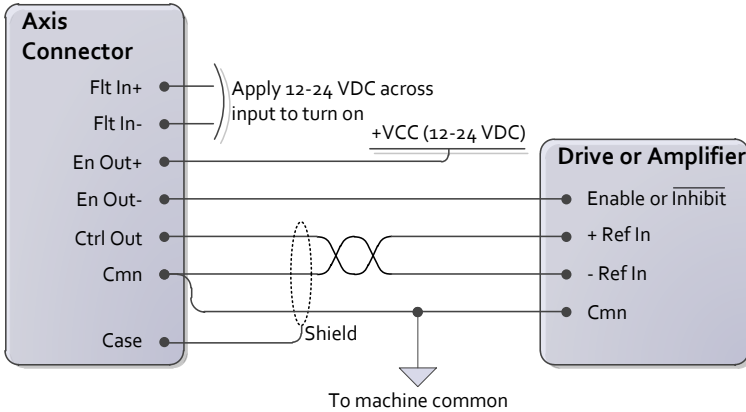 Axis
Connector
Flt In+
Flt In-
En Out+
En Out-
Ctrl Out
Cmn
Case
Apply 12-24 VDC across
input to turn on
+VCC (12-24 VDC)
Shield
To machine common
Drive or Amplifier
Enable or Inhibit
+ Ref In
- Ref In
Cmn